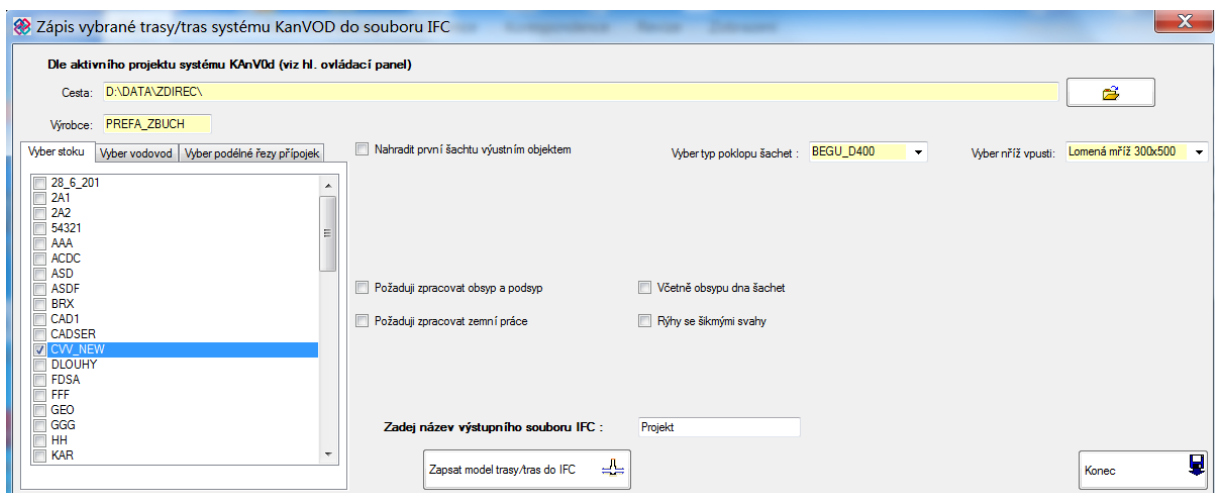 Zápis vybrané trasy/tras systému KanVOD do souboru IFC
Dle aktivního projektu systému KAnV0d (viz hl. ovládací panel)
Cesta: D:\DATA\ZDIREC\
Výrobce: PREFA_ZBUCH
Vyber stoku Vyber vodovod Vyber podélné řezy přípojek
Nahradit první šachtu výustním objektem
Vyber typ poklopu šachet : BEGU_D400
Vyber nříž vpusti: Lomená mříž 300x500
28_6_201
2A1
2A2
54321
AAA
ACDC
ASD
ASDF
BRX
CAD1
CADSER
CVV_NEW
DLOUHY
FDSA
FFF
GEO
GGG
HH
KAR
Požaduji zpracovat obsyp a podsyp
Včetně obsypu dna šachet
Požaduji zpracovat zemní práce
Rýhy se šikmými svahy
Zadej název výstupního souboru IFC : Projekt
Zapsat model trasy/tras do IFC
Konec